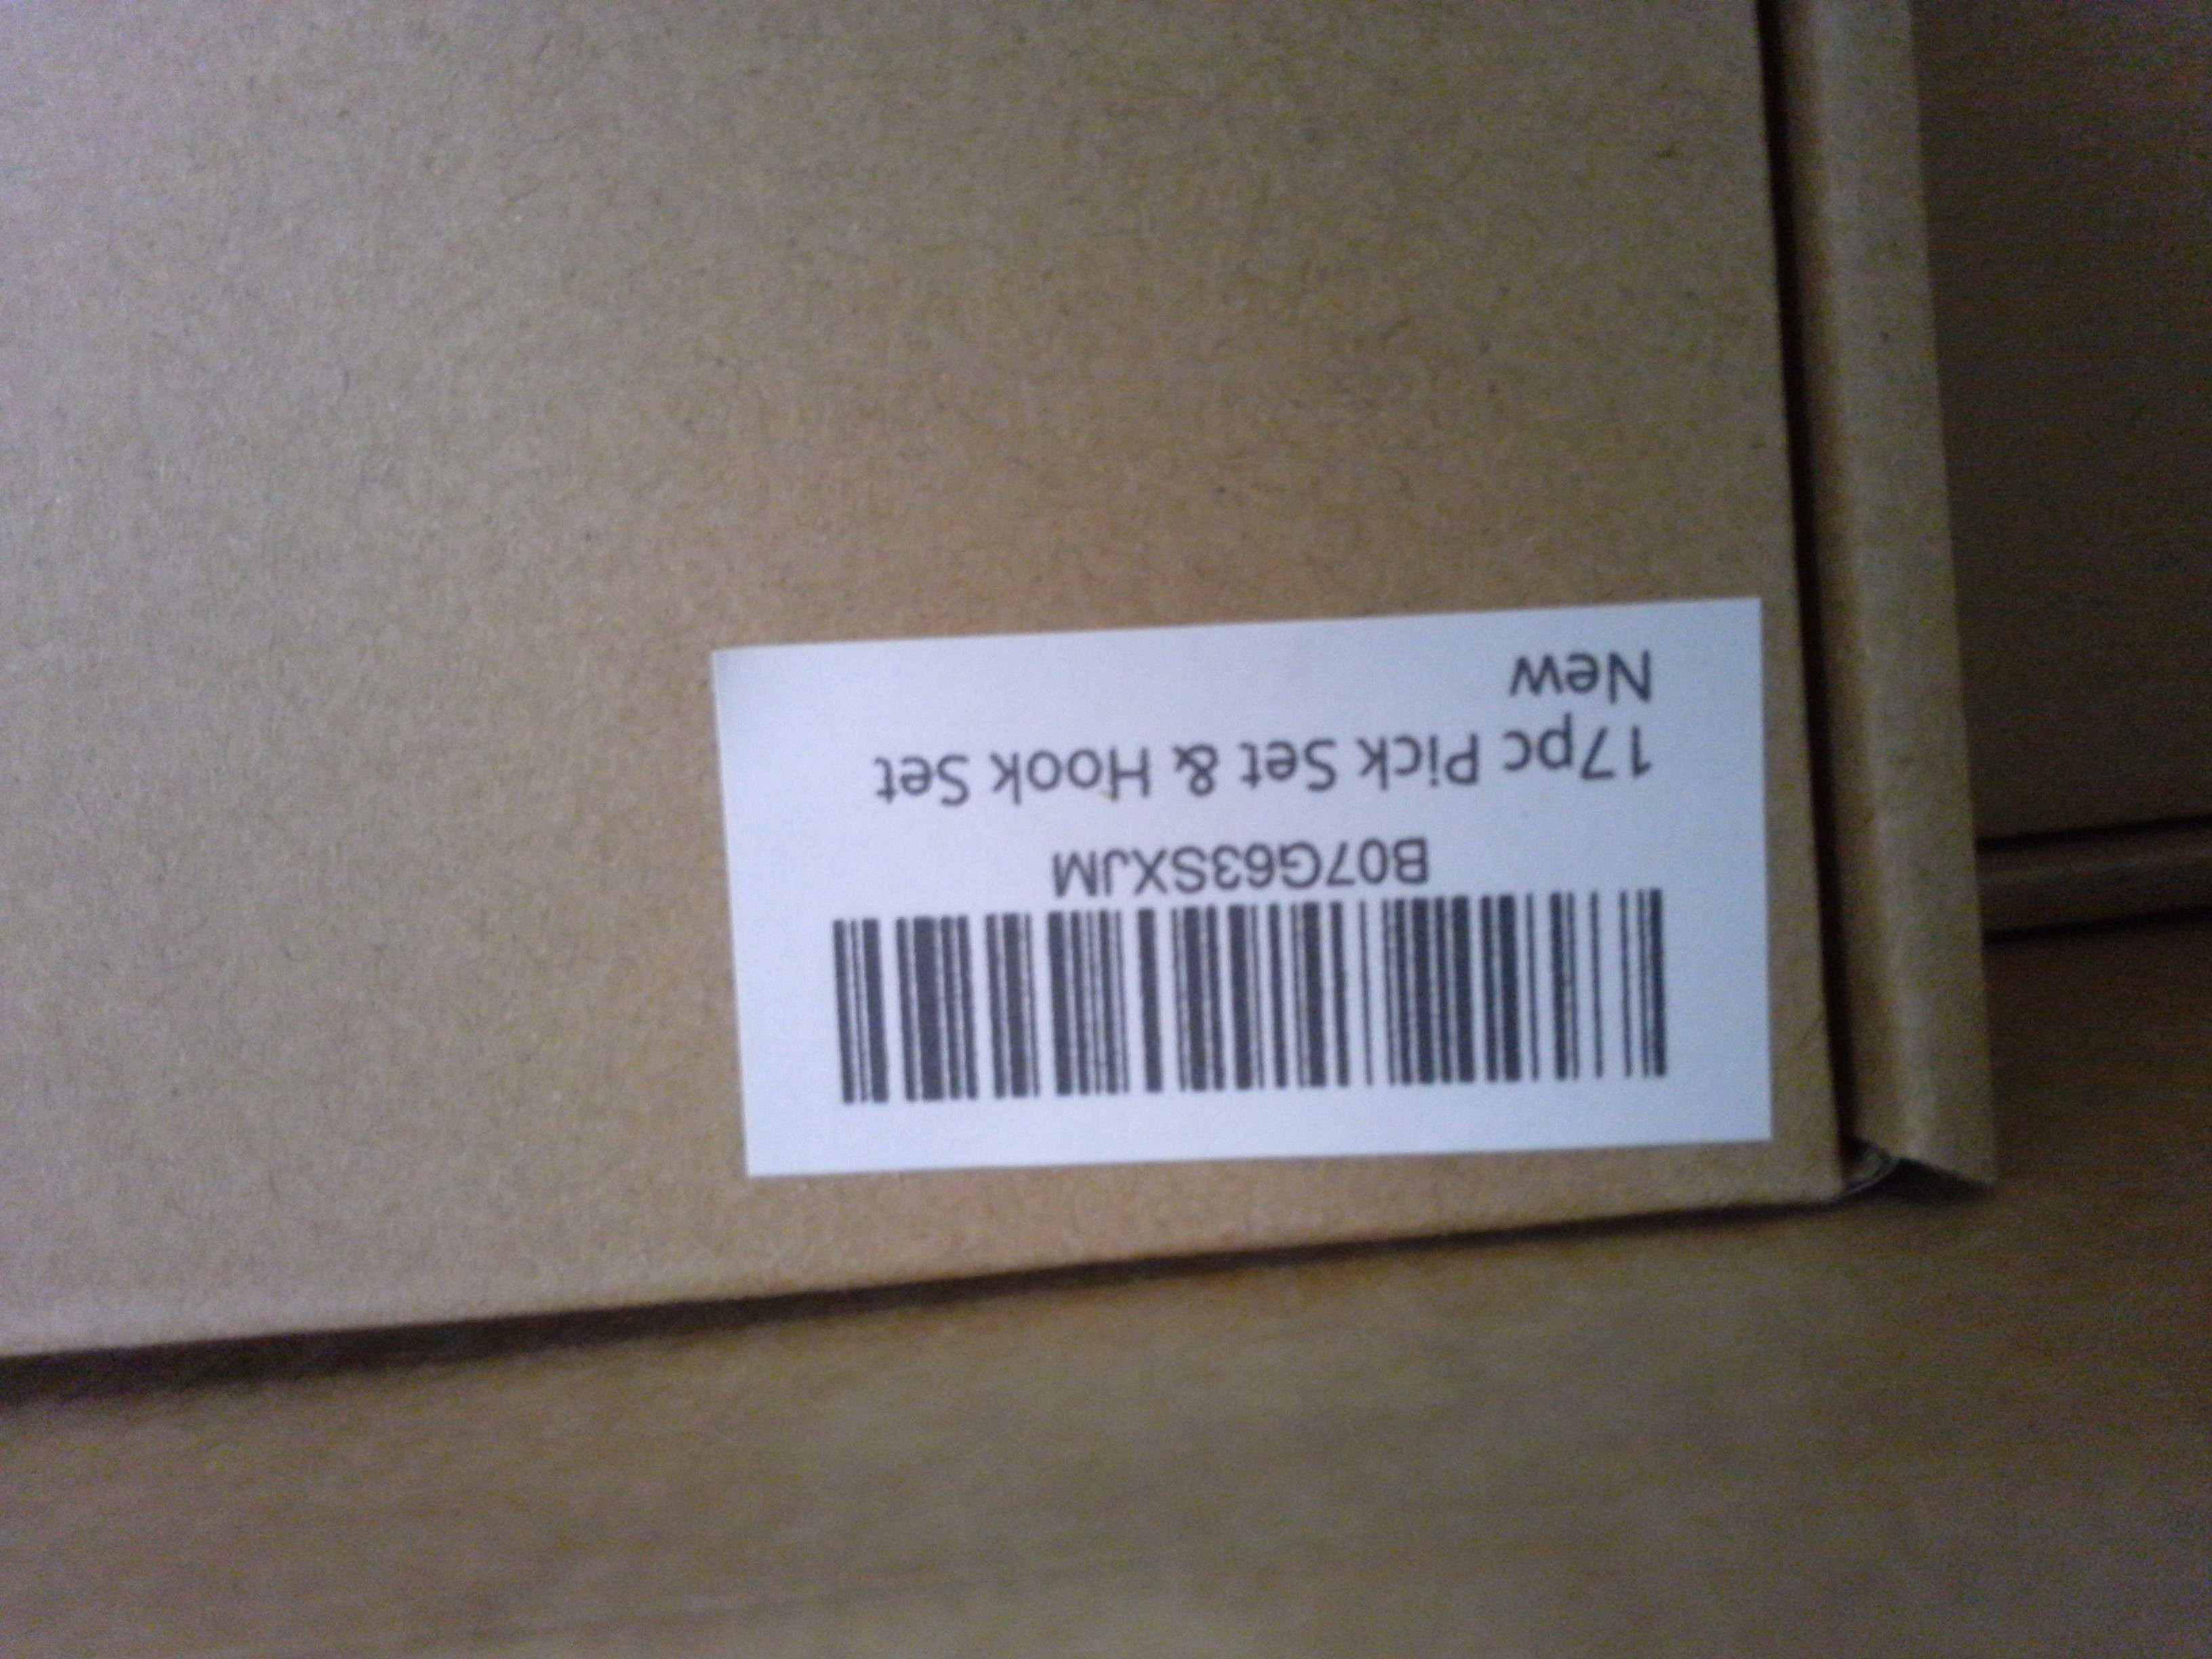 B07G63SXJM
17pc Pick Set & Hook Set
New